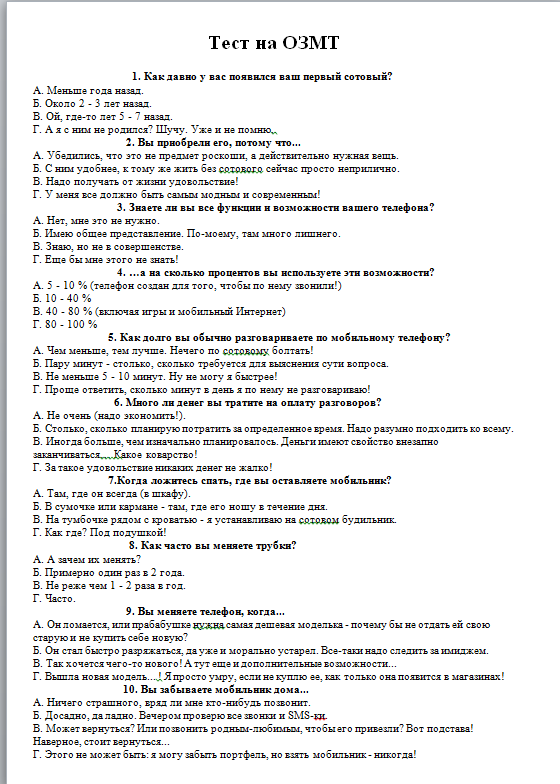 Тест на ОЗМТ
1. Как давно у вас появился ваш первый сотовый?
А. Меньше года назад.
Б. Около 2 - 3 лет назад.
В. Ой, где-то лет 5 - 7 назад.
Г. А я с ним не родился? Шучу. Уже и не помню..
2. Вы приобрели его, потому что...
А. Убедились, что это не предмет роскоши, а действительно нужная вещь.
Б. С ним удобнее, к тому же жить без сотового сейчас просто неприлично.
В. Надо получать от жизни удовольствие!
Г. У меня все должно быть самым модным и современным!
3. Знаете ли вы все функции и возможности вашего телефона?
А. Нет, мне это не нужно.
Б. Имею общее представление. По-моему, там много лишнего.
В. Знаю, но не в совершенстве.
Г. Еще бы мне этого не знать!
4. …а на сколько процентов вы используете эти возможности?
А. 5 - 10 % (телефон создан для того, чтобы по нему звонили!)
Б. 10 - 40 %
В. 40 - 80 % (включая игры и мобильный Интернет)
Г. 80 - 100 %
5. Как долго вы обычно разговариваете по мобильному телефону?
А. Чем меньше, тем лучше. Нечего по сотовому болтать!
Б. Пару минут - столько, сколько требуется для выяснения сути вопроса.
В. Не меньше 5 - 10 минут. Ну не могу я быстрее!
Г. Проще ответить, сколько минут в день я по нему не разговариваю!
6. Много ли денег вы тратите на оплату разговоров?
А. Не очень (надо экономить!).
Б. Столько, сколько планирую потратить за определенное время. Надо разумно подходить ко всему.
В. Иногда больше, чем изначально планировалось. Деньги имеют свойство внезапно
заканчиваться,... Какое коварство!
Г. За такое удовольствие никаких денег не жалко!
7.Когда ложитесь спать, где вы оставляете мобильник?
А. Там, где он всегда (в шкафу).
Б. В сумочке или кармане - там, где его ношу в течение дня.
В. На тумбочке рядом с кроватью - я устанавливаю на сотовом будильник.
Г. Как где? Под подушкой!
8. Как часто вы меняете трубки?
А. А зачем их менять?
Б. Примерно один раз в 2 года.
В. Не реже чем 1 - 2 раза в год.
Г. Часто.
9. Вы меняете телефон, когда...
А. Он ломается, или прабабушке нужна самая дешевая моделька - почему бы не отдать ей свою
старую и не купить себе новую?
Б. Он стал быстро разряжаться, да уже и морально устарел. Все-таки надо следить за имиджем.
В. Так хочется чего-то нового! А тут еще и дополнительные возможности...
Г. Вышла новая модель...! Я просто умру, если не куплю ее, как только она появится в магазинах!
10. Вы забываете мобильник дома...
А. Ничего страшного, вряд ли мне кто-нибудь позвонит.
Б. Досадно, да ладно. Вечером проверю все звонки и SMS-ки.
В. Может вернуться? Или позвонить родным-любимым, чтобы его привезли? Вот подстава!
Наверное, стоит вернуться...
Г. Этого не может быть: я могу забыть портфель, но взять мобильник - никогда!